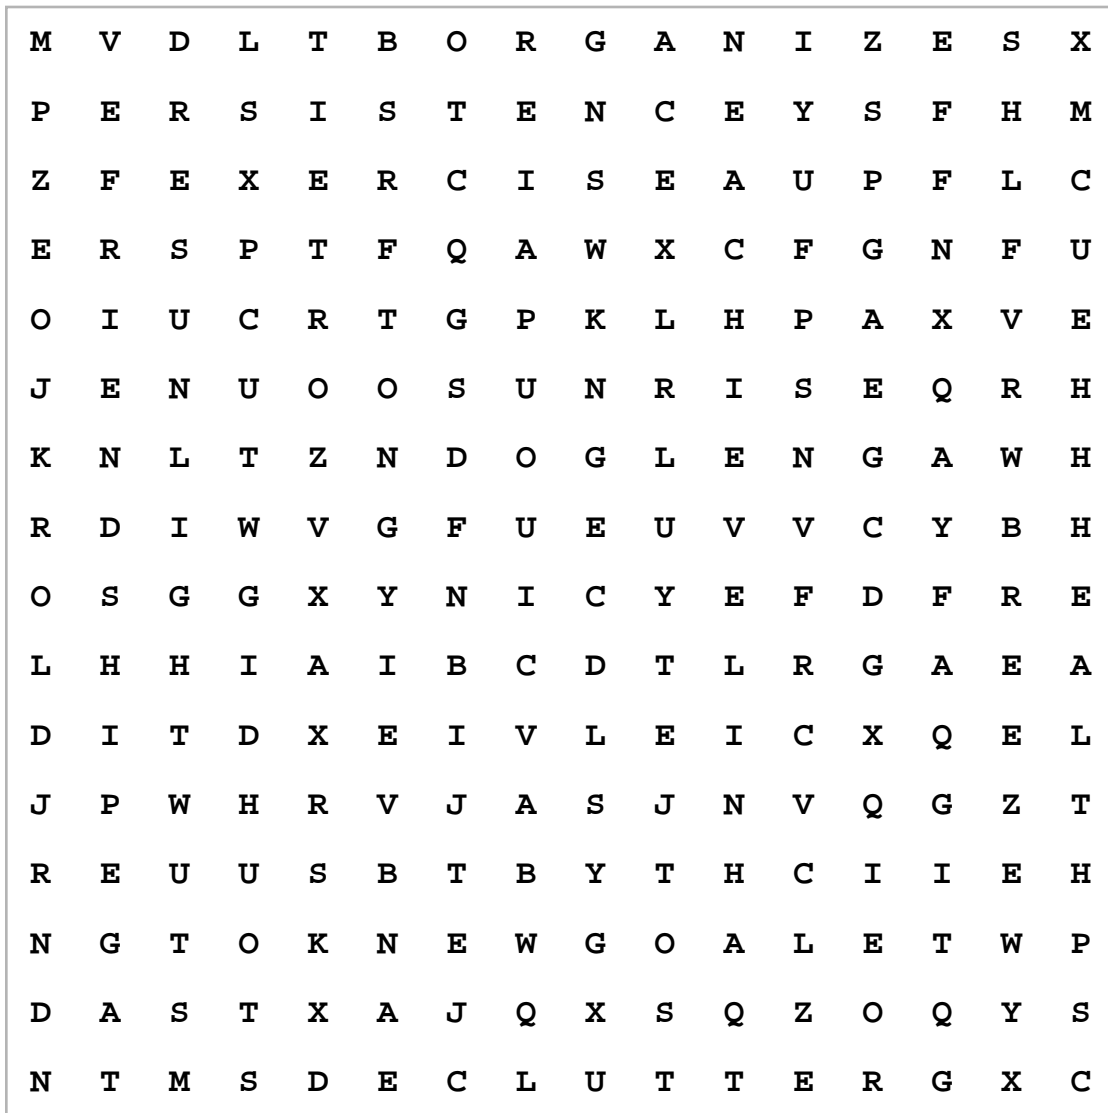 M V D L T B O R G A N I Z E S X
P E R S I S T E N C E Y S F H M
Z F E X E R C I S E A U P F L C
E R S P T F Q A W X C F G N F U
O I U C R T G P K L H P A X V E
J E N U O O S U N R I S E Q R H
K N L T Z N D O G L E N G A W H
R D I W V G F U E U V V C Y B H
O S G G X Y N I C Y E F D F R E
L H H I A I B C D T L R G A E A
D I T D X E I V L E I C X Q E L
J P W H R V J A S J N V Q G Z T
R E U U S B T B Y T H C I I E H
N G T O K N E W G O A L E T W P
D A S T X A J Q X S Q Z O Q Y S
N T M S D E C L U T T E R G X C